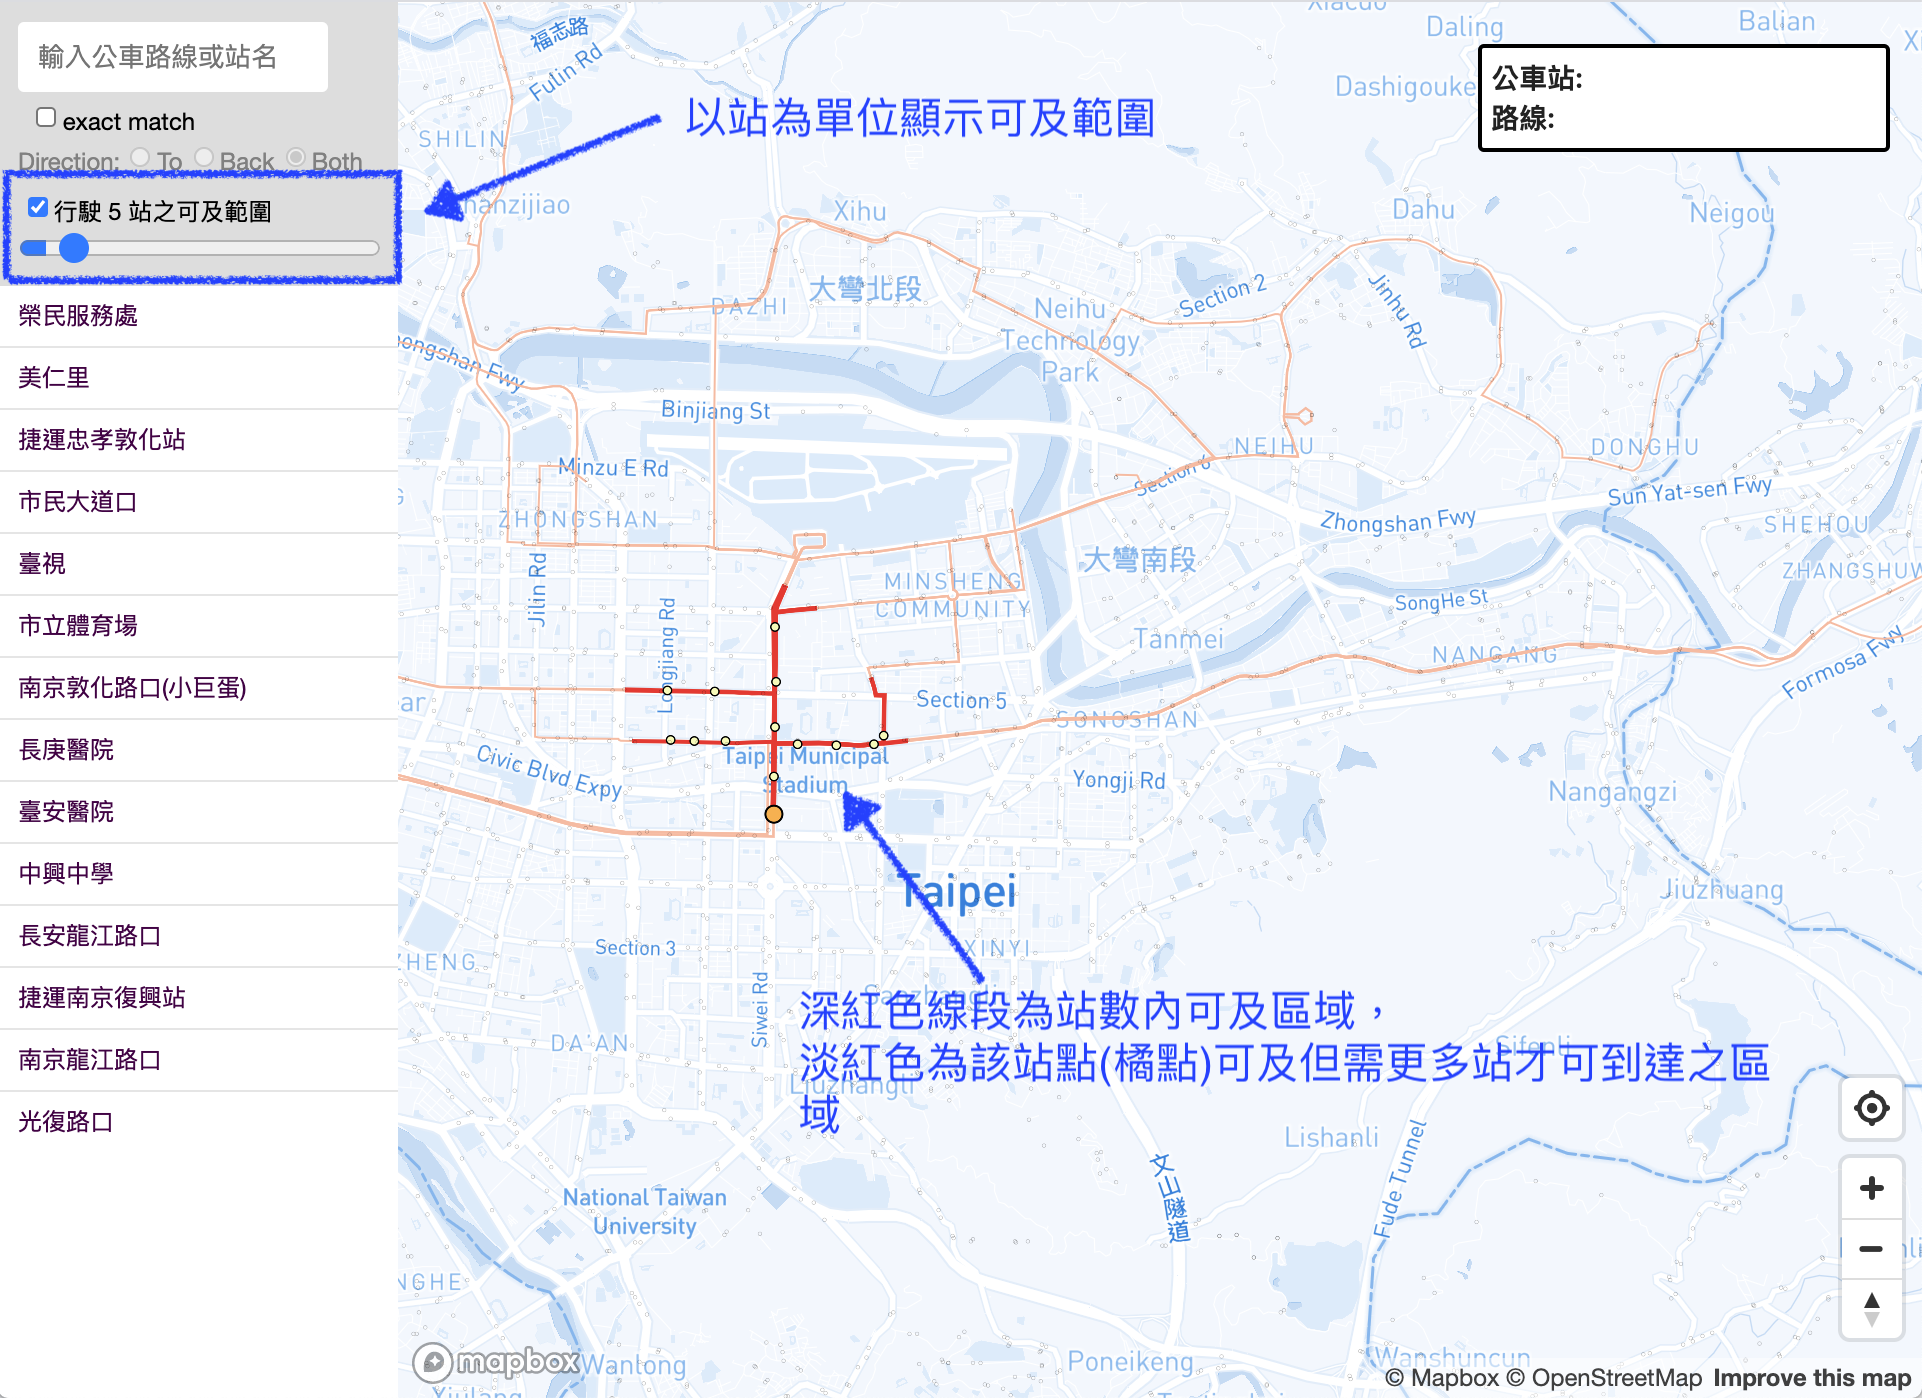 輸入公車路線或站名
exact match
Direction: To Back Both
行駛 5 站之可及範圍
榮民服務處
美仁里
捷運忠孝敦化站
市民大道口
臺視
市立體育場
南京敦化路口(小巨蛋)
長庚醫院
臺安醫院
中興中學
長安龍江路口
捷運南京復興站
南京龍江路口
光復路口
以站為單位顯示可及範圍
公車站:
路線:
福志路
Fulin Rd
Daling
Balian
Dashigouke
SHILIN
Xihu
Dahu
Neigou
大彎北段
DAZHI
Neihu
Technology
Park
Section 2
Jinhu Rd
Binjiang St
Minzu E Rd
NEIHU
DONGHU
Section 6
Sun Yat-sen Fwy
Zhongshan Fwy
SHEHOU
ZHONGSHAN
大彎南段
MINSHENG
COMMUNITY
Jilin Rd
Longjiang Rd
SongHe St
Tanmei
NANGANG
Formosa Fwy
Section 5
SONGSHAN
Civic Blvd Expy
Taipei Municipal
Stadium
Yongji Rd
Nangangzi
Taipei
Jiuzhuang
Section 3
XINYI
Siwei Rd
DA'AN
深紅色線段為站數內可及區域，
淡紅色為該站點(橘點)可及但需更多站才可到達之區
域
Sifenli
Liuzhangli
Lishanli
文山隧道
Fude Tunnel
National Taiwan
University
mapbox
Wantong
Poneikeng
Wanshuncun
© Mapbox © OpenStreetMap Improve this map